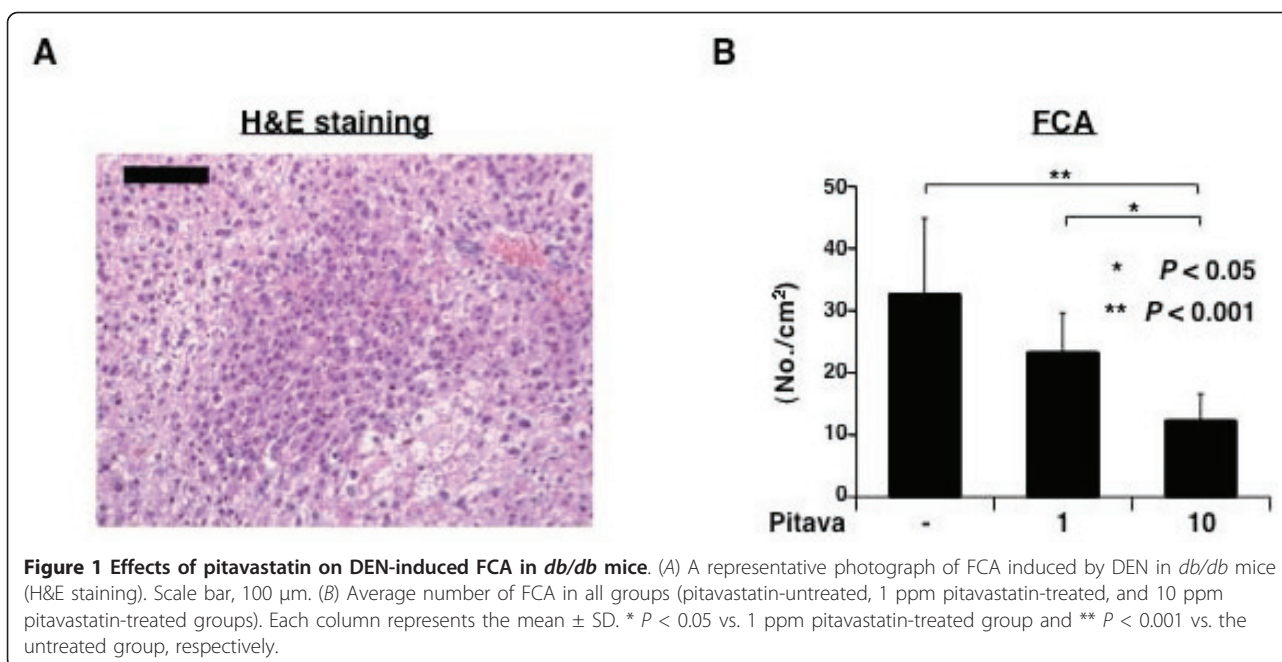 A
H&E staining
B
FCA
(No./cm²)
50
40
30
20
10
0
**
*
* P < 0.05
** P < 0.001
Pitava - 1 10
Figure 1 Effects of pitavastatin on DEN-induced FCA in db/db mice. (A) A representative photograph of FCA induced by DEN in db/db mice
(H&E staining). Scale bar, 100 μm. (B) Average number of FCA in all groups (pitavastatin-untreated, 1 ppm pitavastatin-treated, and 10 ppm
pitavastatin-treated groups). Each column represents the mean ± SD. * P < 0.05 vs. 1 ppm pitavastatin-treated group and ** P < 0.001 vs. the
untreated group, respectively.